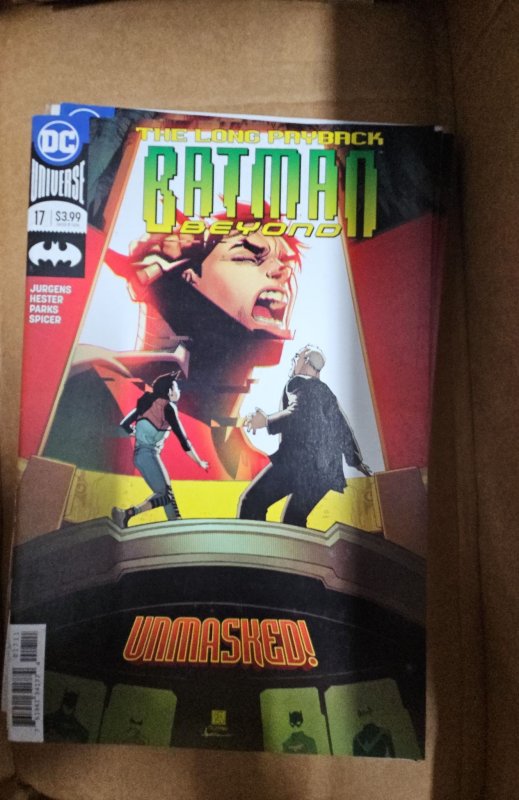 DC
UNIVERSE
17 $3.99
JURGENS
HESTER
PARKS
SPICER
THE LONG PAYBACK
BATMAN
BEYOND
UNMASKED!